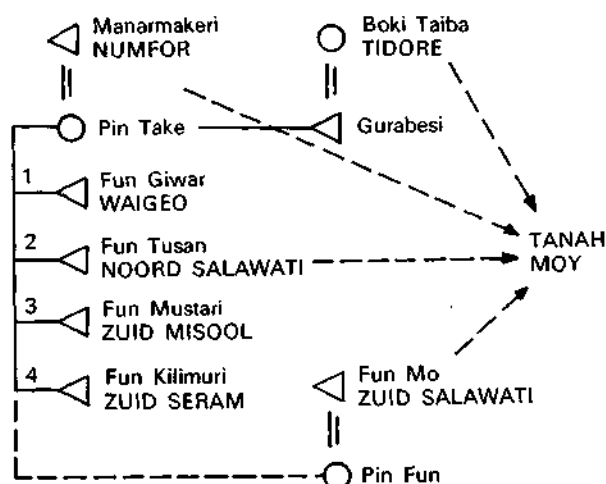 Manarmakeri
NUMFOR
Boki Taiba
TIDORE
Pin Take
Gurabesi
1
Fun Giwar
WAIGEO
2
Fun Tusan
NOORD SALAWATI
TANAH
MOY
3
Fun Mustari
ZUID MISOOL
4
Fun Kilimuri
ZUID SERAM
Fun Mo
ZUID SALAWATI
Pin Fun